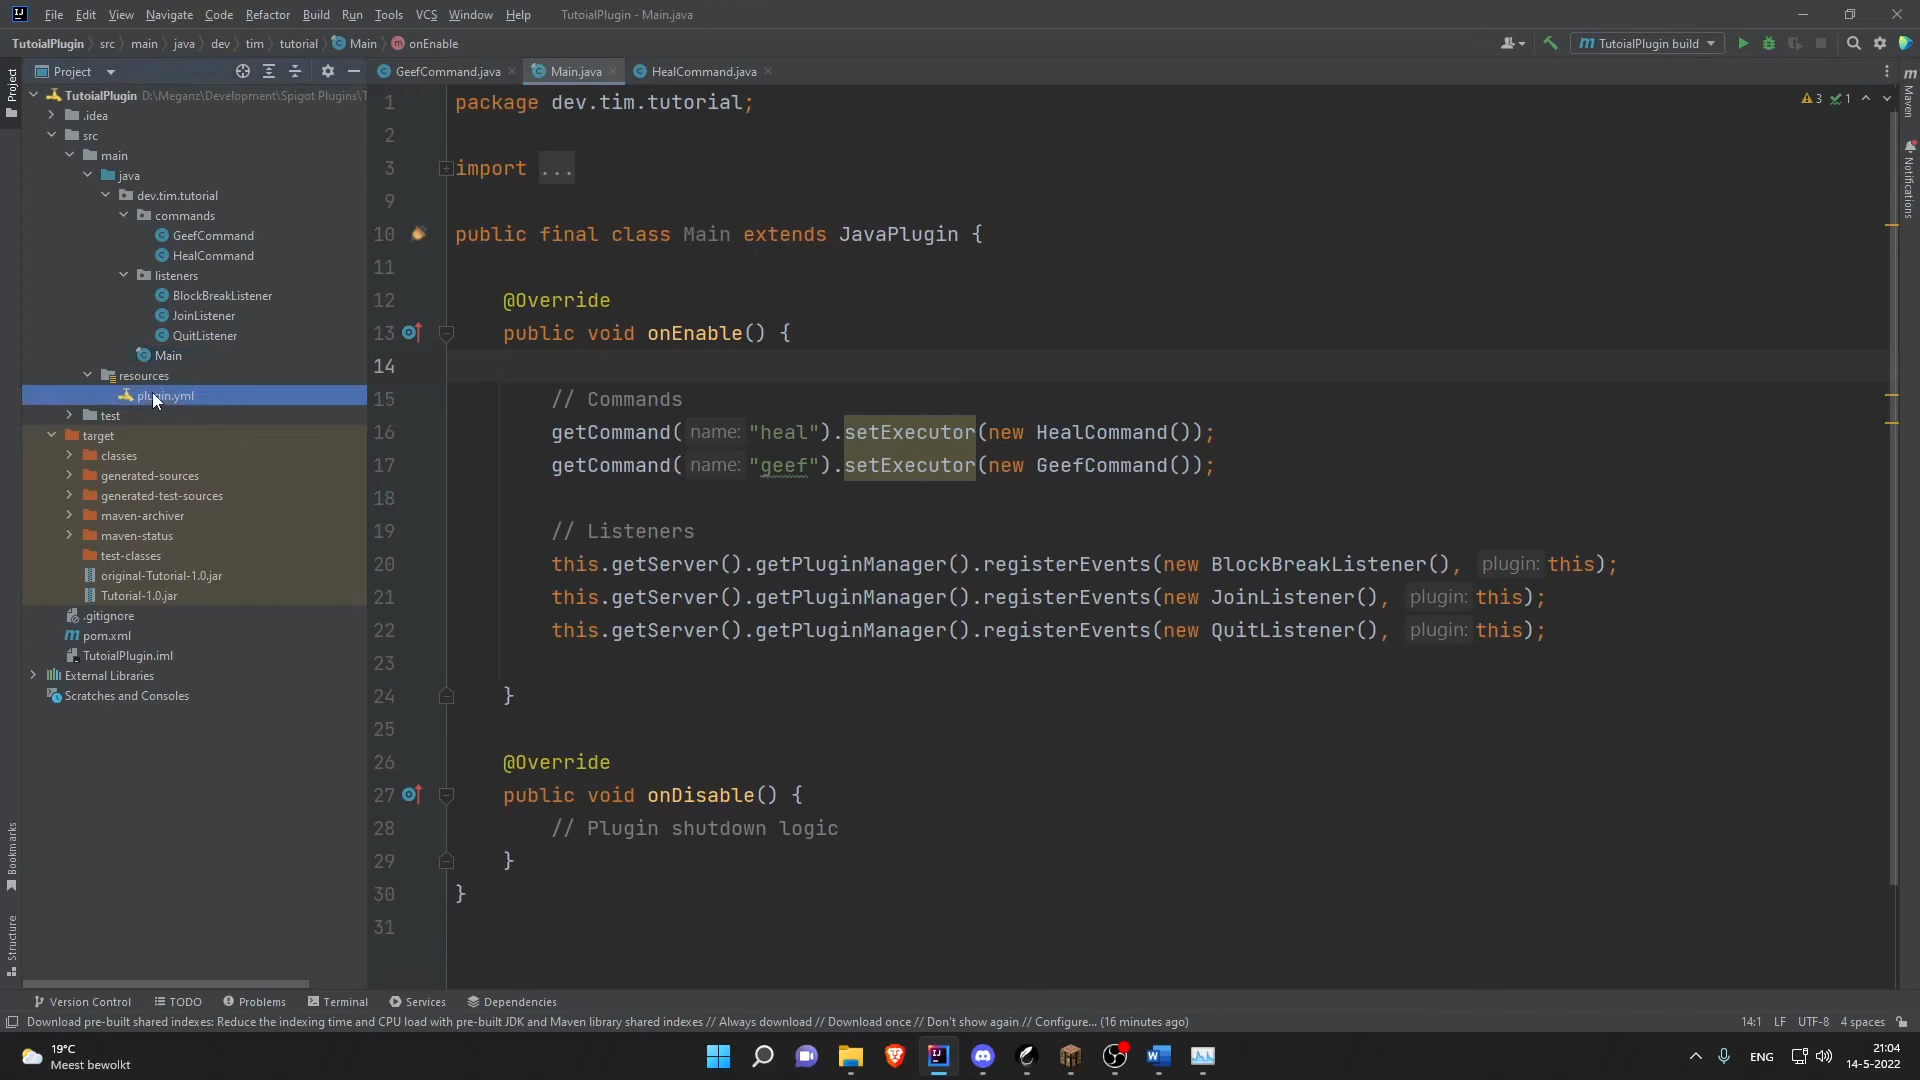 File Edit View Navigate Code Refactor Build Run Tools VCS Window Help TutoialPlugin - Main.java
TutoialPlugin src main java dev tim tutorial Main onEnable TutoialPlugin build
Project GeefCommand.java Main.java HealCommand.java
TutoialPlugin D:\Meganz\Development\Spigot Plugins\T
.idea
src
main
java
dev.tim.tutorial
commands
GeefCommand
HealCommand
listeners
BlockBreakListener
JoinListener
QuitListener
Main
resources
plugin.yml
test
target
classes
generated-sources
generated-test-sources
maven-archiver
maven-status
test-classes
original-Tutorial-1.0.jar
Tutorial-1.0.jar
.gitignore
pom.xml
TutoialPlugin.iml
External Libraries
Scratches and Consoles
Project
Bookmarks
Structure
1 package dev.tim.tutorial;
2
3 import ...
9
10 public final class Main extends JavaPlugin {
11
12 @Override
13 public void onEnable() {
14
15 // Commands
16 getCommand( name: "heal").setExecutor(new HealCommand());
17 getCommand( name: "geef").setExecutor(new GeefCommand());
18
19 // Listeners
20 this.getServer().getPluginManager().registerEvents(new BlockBreakListener(), plugin: this);
21 this.getServer().getPluginManager().registerEvents(new JoinListener(), plugin: this);
22 this.getServer().getPluginManager().registerEvents(new QuitListener(), plugin: this);
23
24 }
25
26 @Override
27 public void onDisable() {
28 // Plugin shutdown logic
29 }
30 }
31
3 1
Maven
Notifications
Version Control TODO Problems Terminal Services Dependencies
Download pre-built shared indexes: Reduce the indexing time and CPU load with pre-built JDK and Maven library shared indexes // Always download // Download once // Don't show again // Configure... (16 minutes ago) 14:1 LF UTF-8 4 spaces
19°C
Meest bewolkt
ENG
21:04
14-5-2022